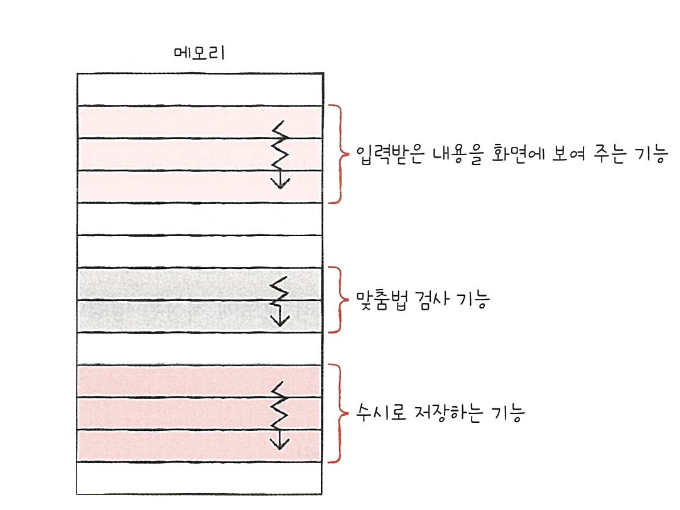 메모리
입력받은 내용을 화면에 보여 주는 기능
맞춤법 검사 기능
수시로 저장하는 기능